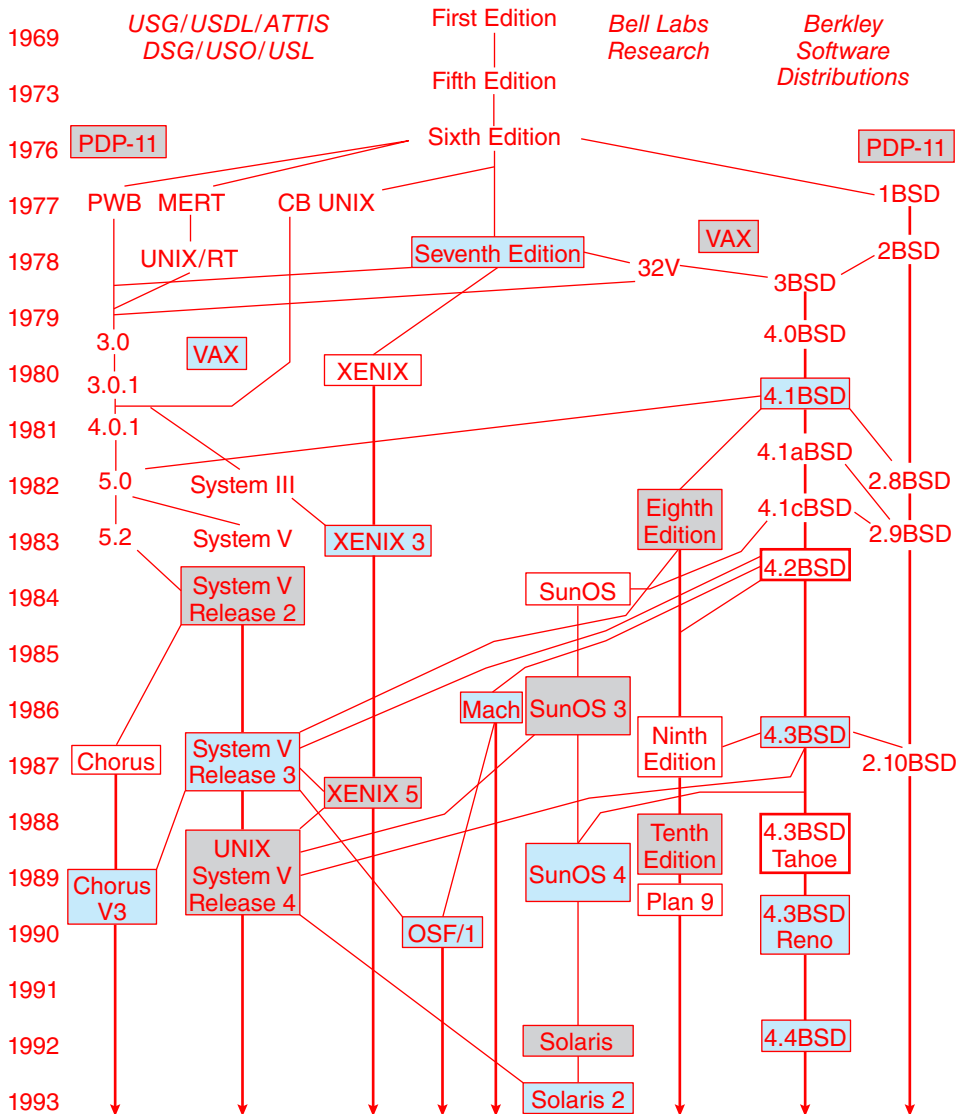 First Edition
1969
USG/USDL/ATTIS
DSG/USO/USL
Bell Labs
Research
Berkley
Software
Distributions
1973
Fifth Edition
1976
PDP-11
Sixth Edition
PDP-11
1977
PWB
MERT
CB UNIX
1BSD
1978
UNIX/RT
Seventh Edition
32V
VAX
2BSD
3BSD
1979
3.0
VAX
4.0BSD
1980
3.0.1
XENIX
4.1BSD
1981
4.0.1
4.1aBSD
1982
5.0
System III
Eighth
Edition
4.1cBSD
2.8BSD
1983
5.2
System V
XENIX 3
2.9BSD
4.2BSD
1984
System V
Release 2
SunOS
1985
1986
Mach
SunOS 3
1987
Chorus
System V
Release 3
XENIX 5
Ninth
Edition
4.3BSD
2.10BSD
1988
UNIX
System V
Release 4
Tenth
Edition
4.3BSD
Tahoe
1989
Chorus
V3
SunOS 4
Plan 9
1990
OSF/1
4.3BSD
Reno
1991
1992
Solaris
4.4BSD
1993
Solaris 2